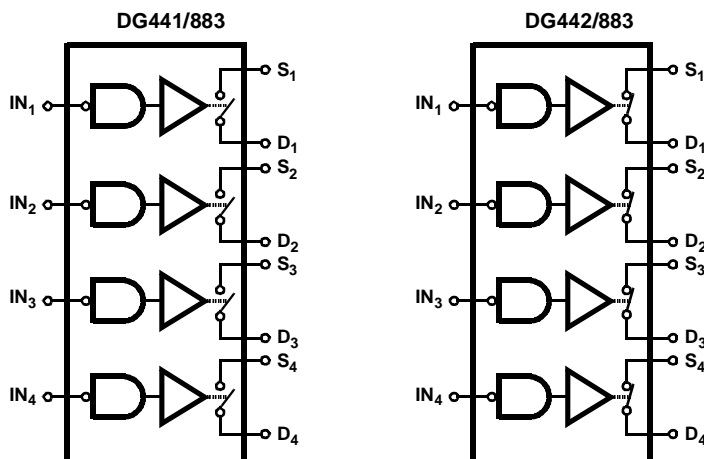 DG441/883
DG442/883
S1
IN1
D1
S2
IN2
D2
S3
IN3
D3
S4
IN4
D4
S1
IN1
D1
S2
IN2
D2
S3
IN3
D3
S4
IN4
D4